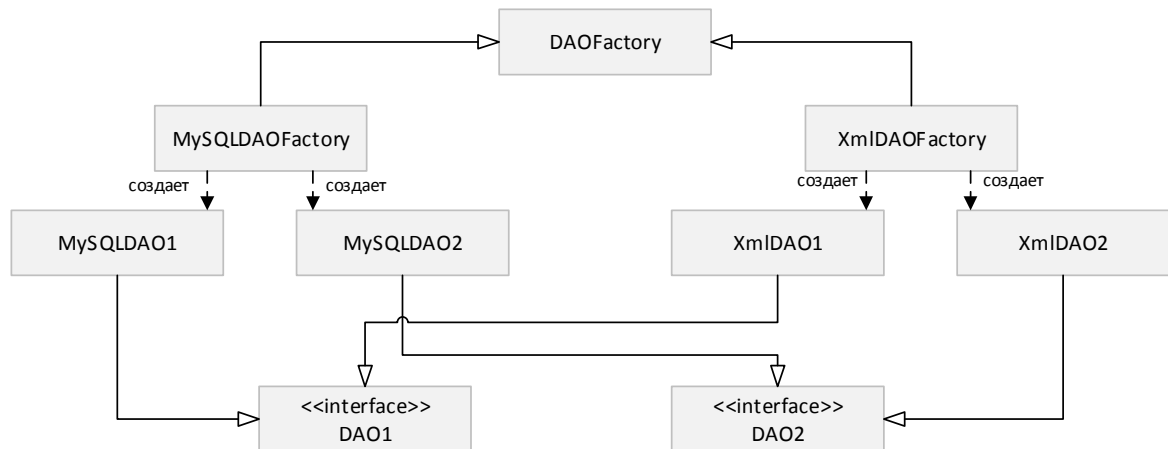 DAOFactory
MySQLDAOFactory
XmlDAOFactory
создает
создает
создает
создает
MySQLDAO1
MySQLDAO2
XmlDAO1
XmlDAO2
<<interface>>
DAO1
<<interface>>
DAO2